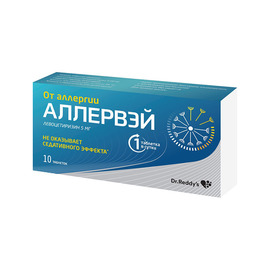 От аллергии
АЛЛЕРВЭЙ
ЛЕВОЦЕТИРИЗИН 5 МГ
НЕ ОКАЗЫВАЕТ
СЕДАТИВНОГО ЭФФЕКТА*
1 таблетка
в сутки
10 таблеток
Dr.Reddy's